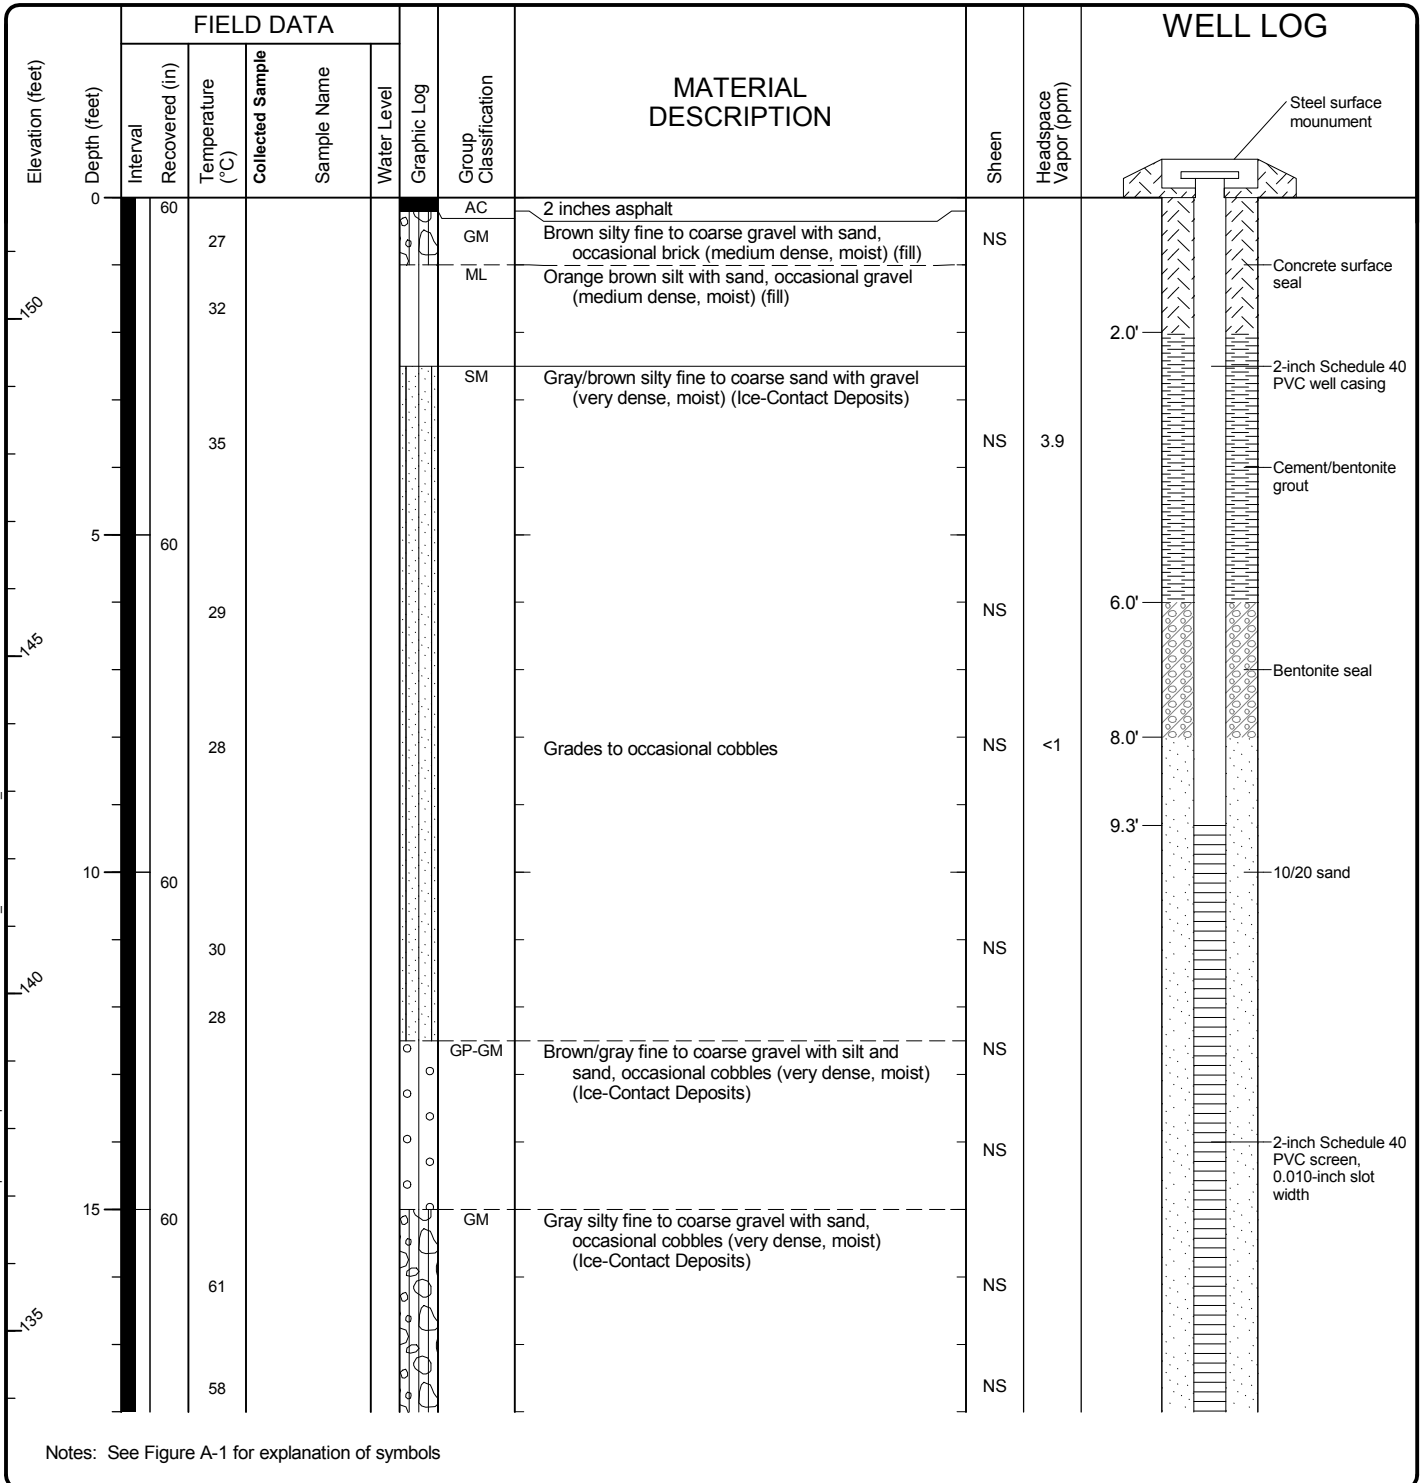 FIELD DATA
WELL LOG
Elevation (feet)
Depth (feet)
Interval
Recovered (in)
Temperature
(°C)
Collected Sample
Sample Name
Water Level
Graphic Log
Group
Classification
MATERIAL
DESCRIPTION
Sheen
Headspace
Vapor (ppm)
Steel surface
mounument
0
60
AC
2 inches asphalt
27
GM
Brown silty fine to coarse gravel with sand,
occasional brick (medium dense, moist) (fill)
NS
ML
Orange brown silt with sand, occasional gravel
(medium dense, moist) (fill)
Concrete surface
seal
150
32
2.0'
SM
Gray/brown silty fine to coarse sand with gravel
(very dense, moist) (Ice-Contact Deposits)
2-inch Schedule 40
PVC well casing
35
NS
3.9
Cement/bentonite
grout
5
60
29
NS
6.0'
145
Bentonite seal
28
Grades to occasional cobbles
NS
<1
8.0'
9.3'
10
60
10/20 sand
30
NS
140
28
GP-GM
Brown/gray fine to coarse gravel with silt and
sand, occasional cobbles (very dense, moist)
(Ice-Contact Deposits)
NS
NS
2-inch Schedule 40
PVC screen,
0.010-inch slot
width
15
60
GM
Gray silty fine to coarse gravel with sand,
occasional cobbles (very dense, moist)
(Ice-Contact Deposits)
61
NS
135
58
NS
Notes: See Figure A-1 for explanation of symbols